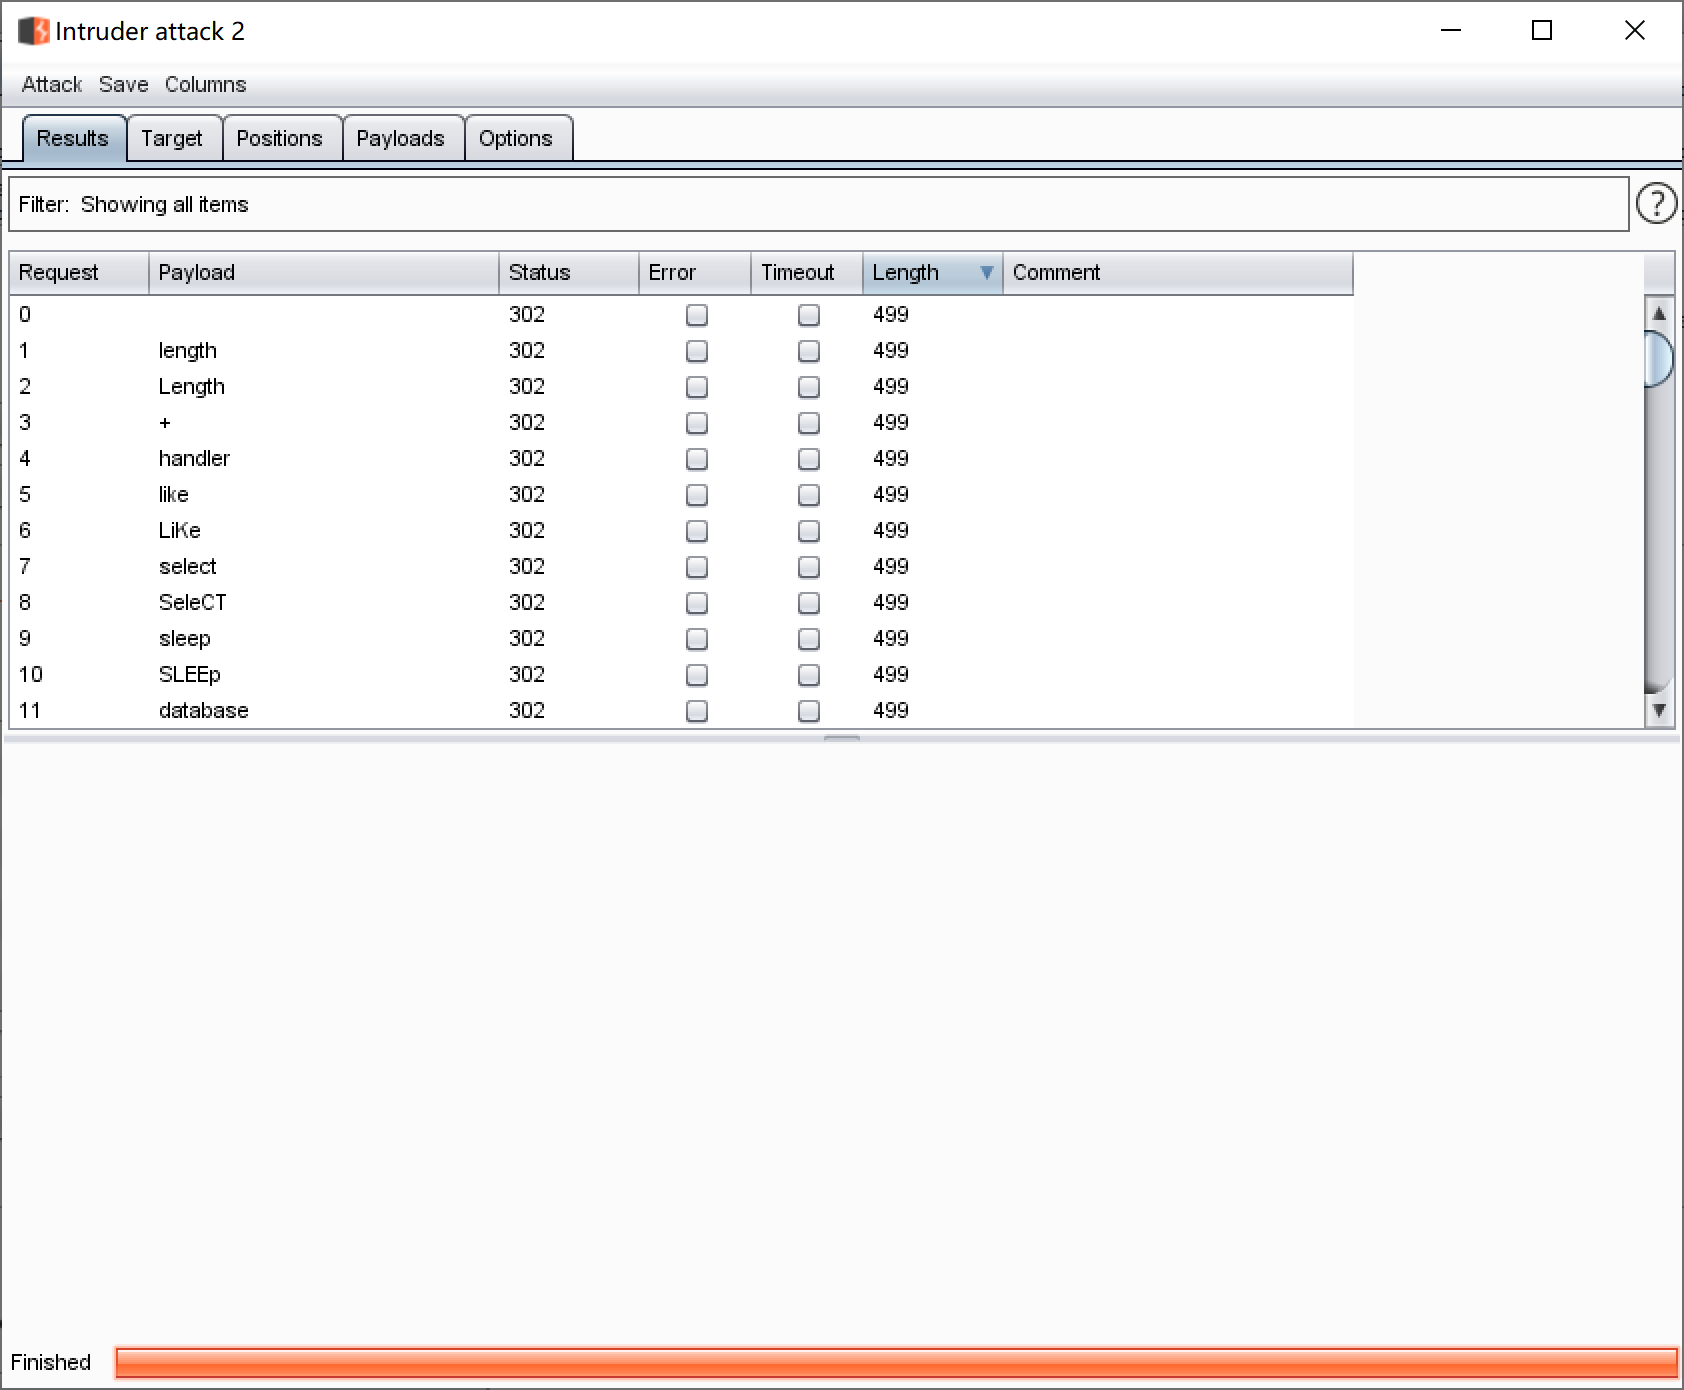 Intruder attack 2
Attack Save Columns
Results Target Positions Payloads Options
Filter: Showing all items
?
Request Payload Status Error Timeout Length Comment
0 302 499
1 length 302 499
2 Length 302 499
3 + 302 499
4 handler 302 499
5 like 302 499
6 LiKe 302 499
7 select 302 499
8 SeleCT 302 499
9 sleep 302 499
10 SLEEp 302 499
11 database 302 499
Finished